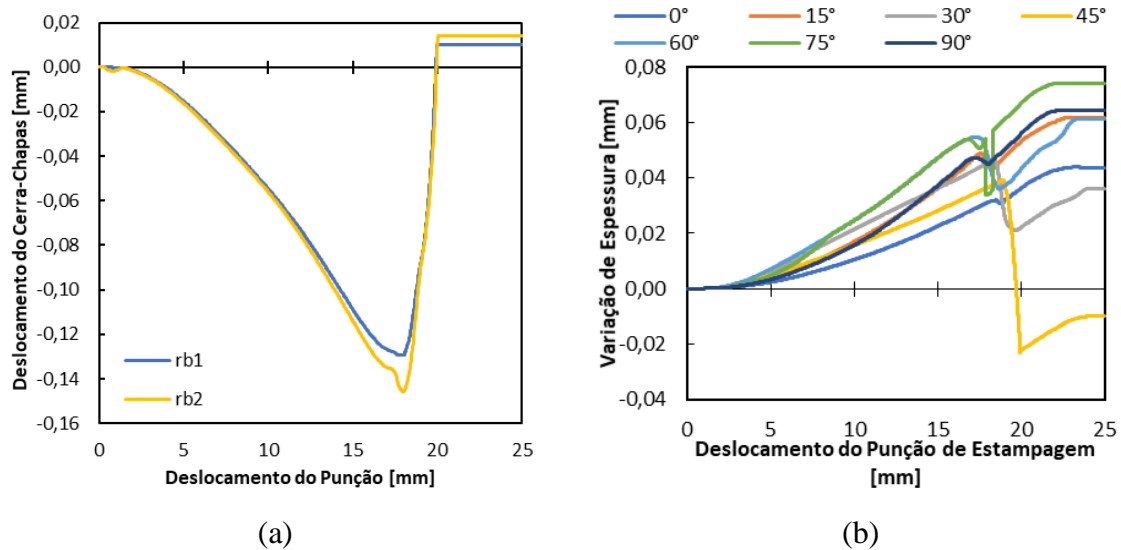 0,02
0,00
-0,02
-0,04
-0,06
-0,08
-0,10
-0,12
-0,14
-0,16
Deslocamento do Cerra-Chapas [mm]
rb1
rb2
0 5 10 15 20 25
Deslocamento do Punção [mm]
(a)
0° 15° 30° 45°
60° 75° 90°
0,08
0,06
0,04
0,02
0,00
-0,02
-0,04
Variação de Espessura [mm]
0 5 10 15 20 25
Deslocamento do Punção de Estampagem
[mm]
(b)